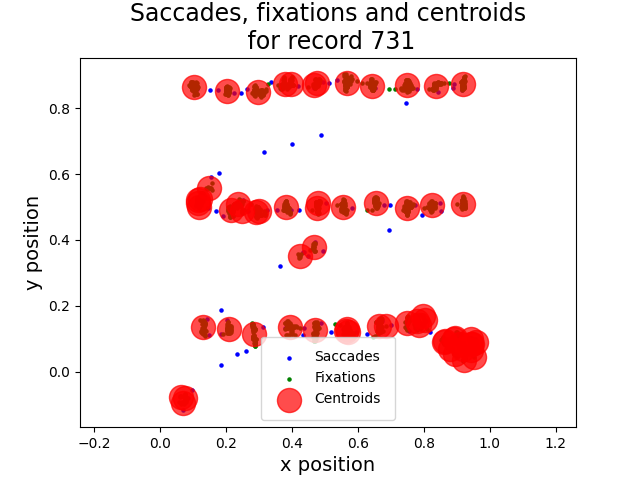 Saccades, fixations and centroids
for record 731
y position
0.8
0.6
0.4
0.2
0.0
Saccades
Fixations
Centroids
−0.2 0.0 0.2 0.4 0.6 0.8 1.0 1.2
x position